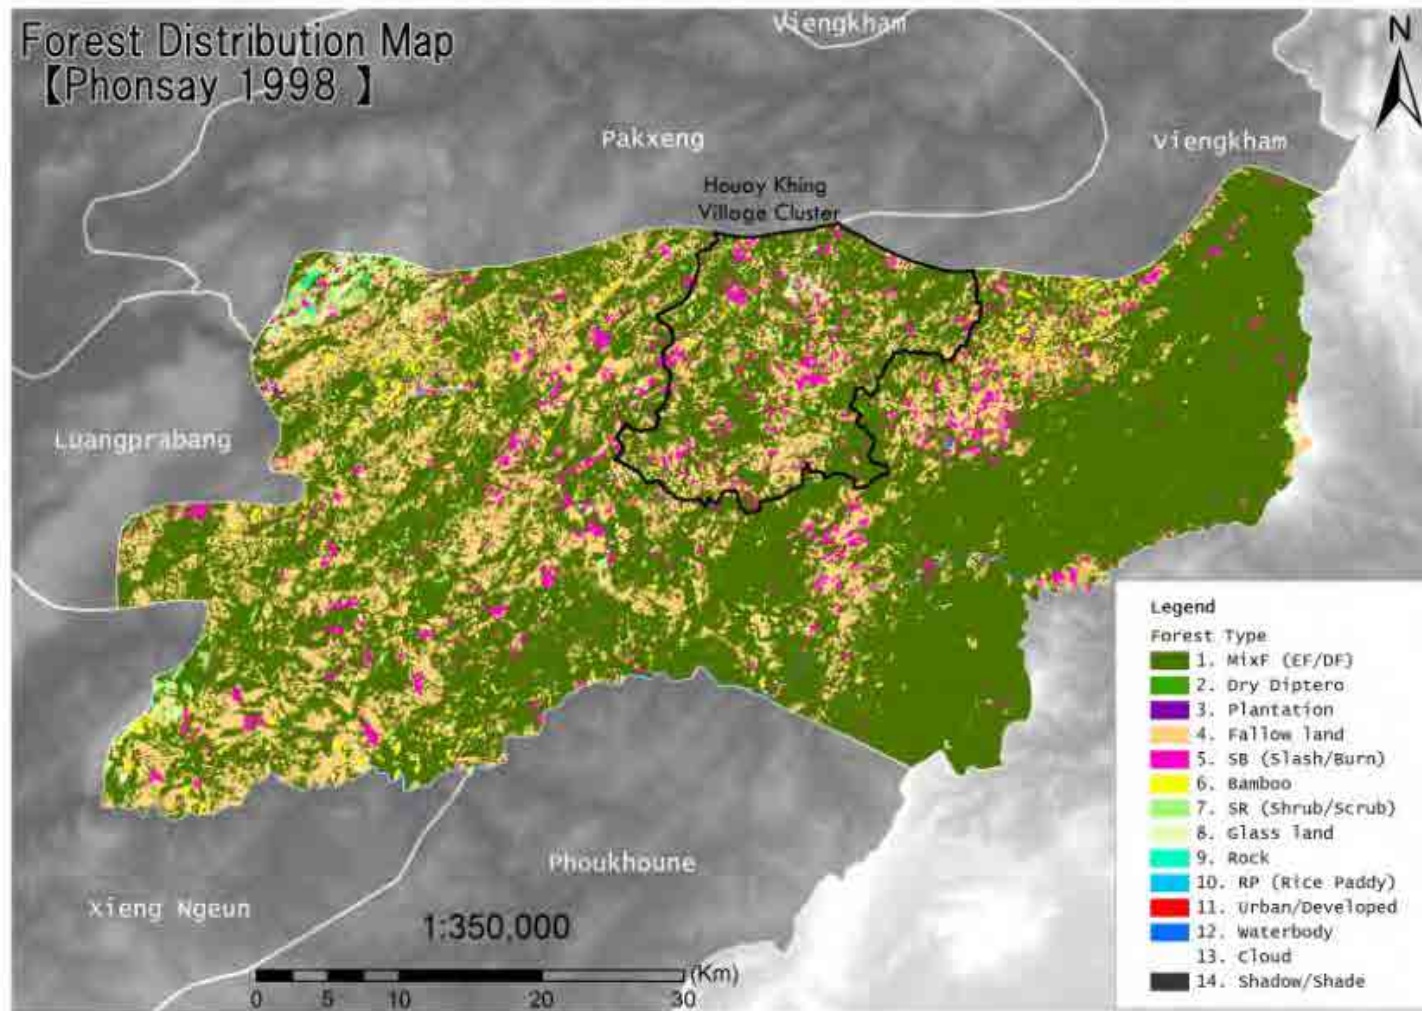 Forest Distribution Map
【Phonsay 1998 】
Viengkham
N
Pakxeng
Viengkham
Houay Khing
Village Cluster
Luangprabang
Phoukhoune
Xieng Ngeun
1:350,000
(Km)
0 5 10 20 30
Legend
Forest Type
1. MixF (EF/DF)
2. Dry Diptero
3. Plantation
4. Fallow land
5. SB (Slash/Burn)
6. Bamboo
7. SR (Shrub/Scrub)
8. Glass land
9. Rock
10. RP (Rice Paddy)
11. Urban/Developed
12. Waterbody
13. Cloud
14. Shadow/Shade